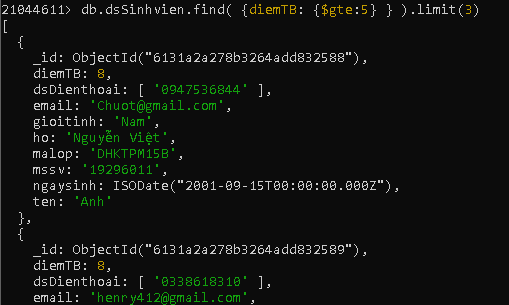 21044611> db.dsSinhvien.find( {diemTB: {$gte:5} } ).limit(3)
[
  {
    _id: ObjectId("6131a2a278b3264add832588"),
    diemTB: 8,
    dsDienthoai: [ '0947536844' ],
    email: 'Chuot@gmail.com',
    gioitinh: 'Nam',
    ho: 'Nguyễn Việt',
    malop: 'DHKTPM15B',
    mssv: '19296011',
    ngaysinh: ISODate("2001-09-15T00:00:00.000Z"),
    ten: 'Anh'
  },
  {
    _id: ObjectId("6131a2a278b3264add832589"),
    diemTB: 8,
    dsDienthoai: [ '0338618310' ],
    email: 'henry412@gmail.com',